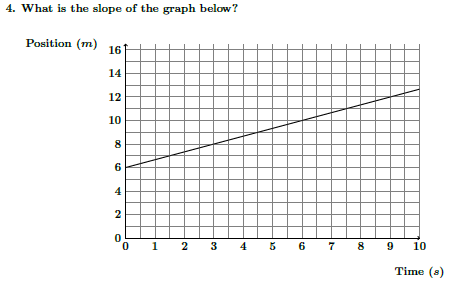 4. What is the slope of the graph below?
Position (m)
16
14
12
10
8
6
4
2
0
0 1 2 3 4 5 6 7 8 9 10
Time (s)